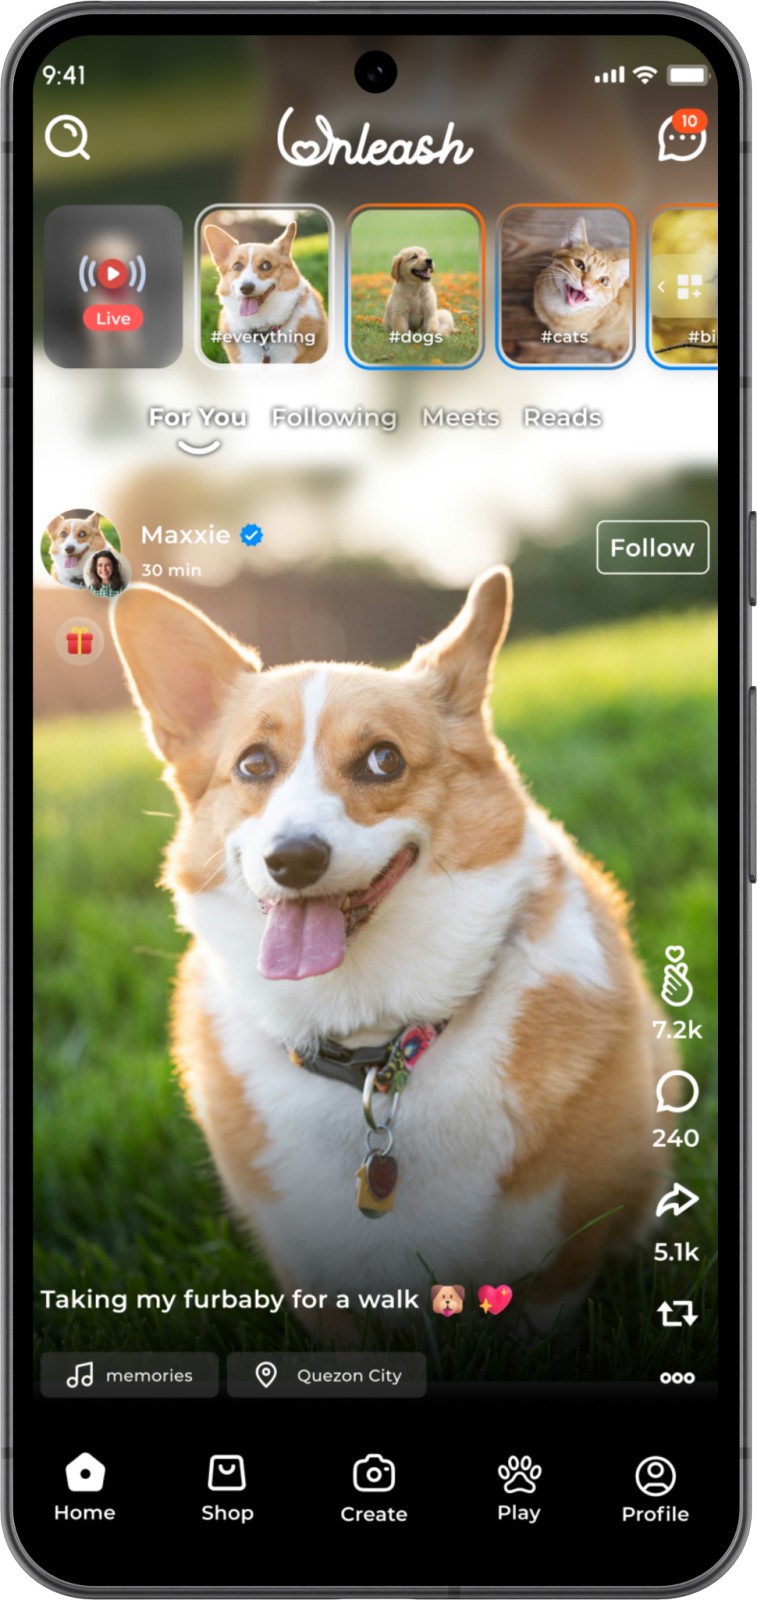 9:41
Unleash
10
Live
#everything
#dogs
#cats
#bi
For You Following Meets Reads
Maxxie
30 min
Follow
7.2k
240
5.1k
Taking my furbaby for a walk
memories
Quezon City
Home
Shop
Create
Play
Profile